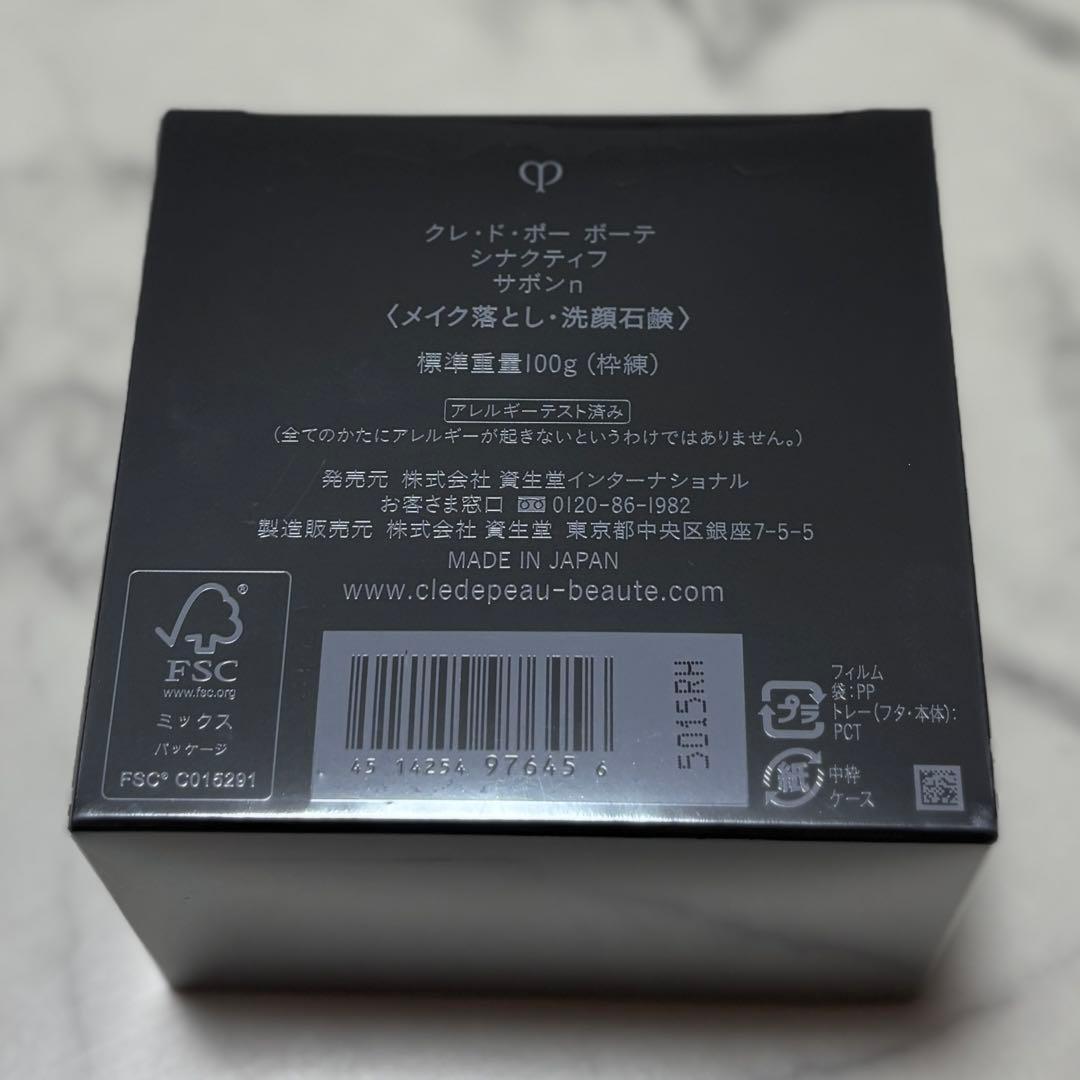 クレ・ド・ポー ボーテ
シナクティフ
サボンn
〈メイク落とし・洗顔石鹸〉
標準重量100g (枠練)
アレルギーテスト済み
(全てのかたにアレルギーが起きないというわけではありません。)
発売元 株式会社 資生堂インターナショナル
お客さま窓口 0120-86-1982
製造販売元 株式会社 資生堂 東京都中央区銀座7-5-5
MADE IN JAPAN
www.cledepeau-beaute.com
FSC®
www.fsc.org
ミックス
パッケージ
FSC® C015291
45 14254 97645 6
5015RH
プラ
フィルム
袋:PP
トレー(フタ・本体):
PCT
紙
中枠
ケース